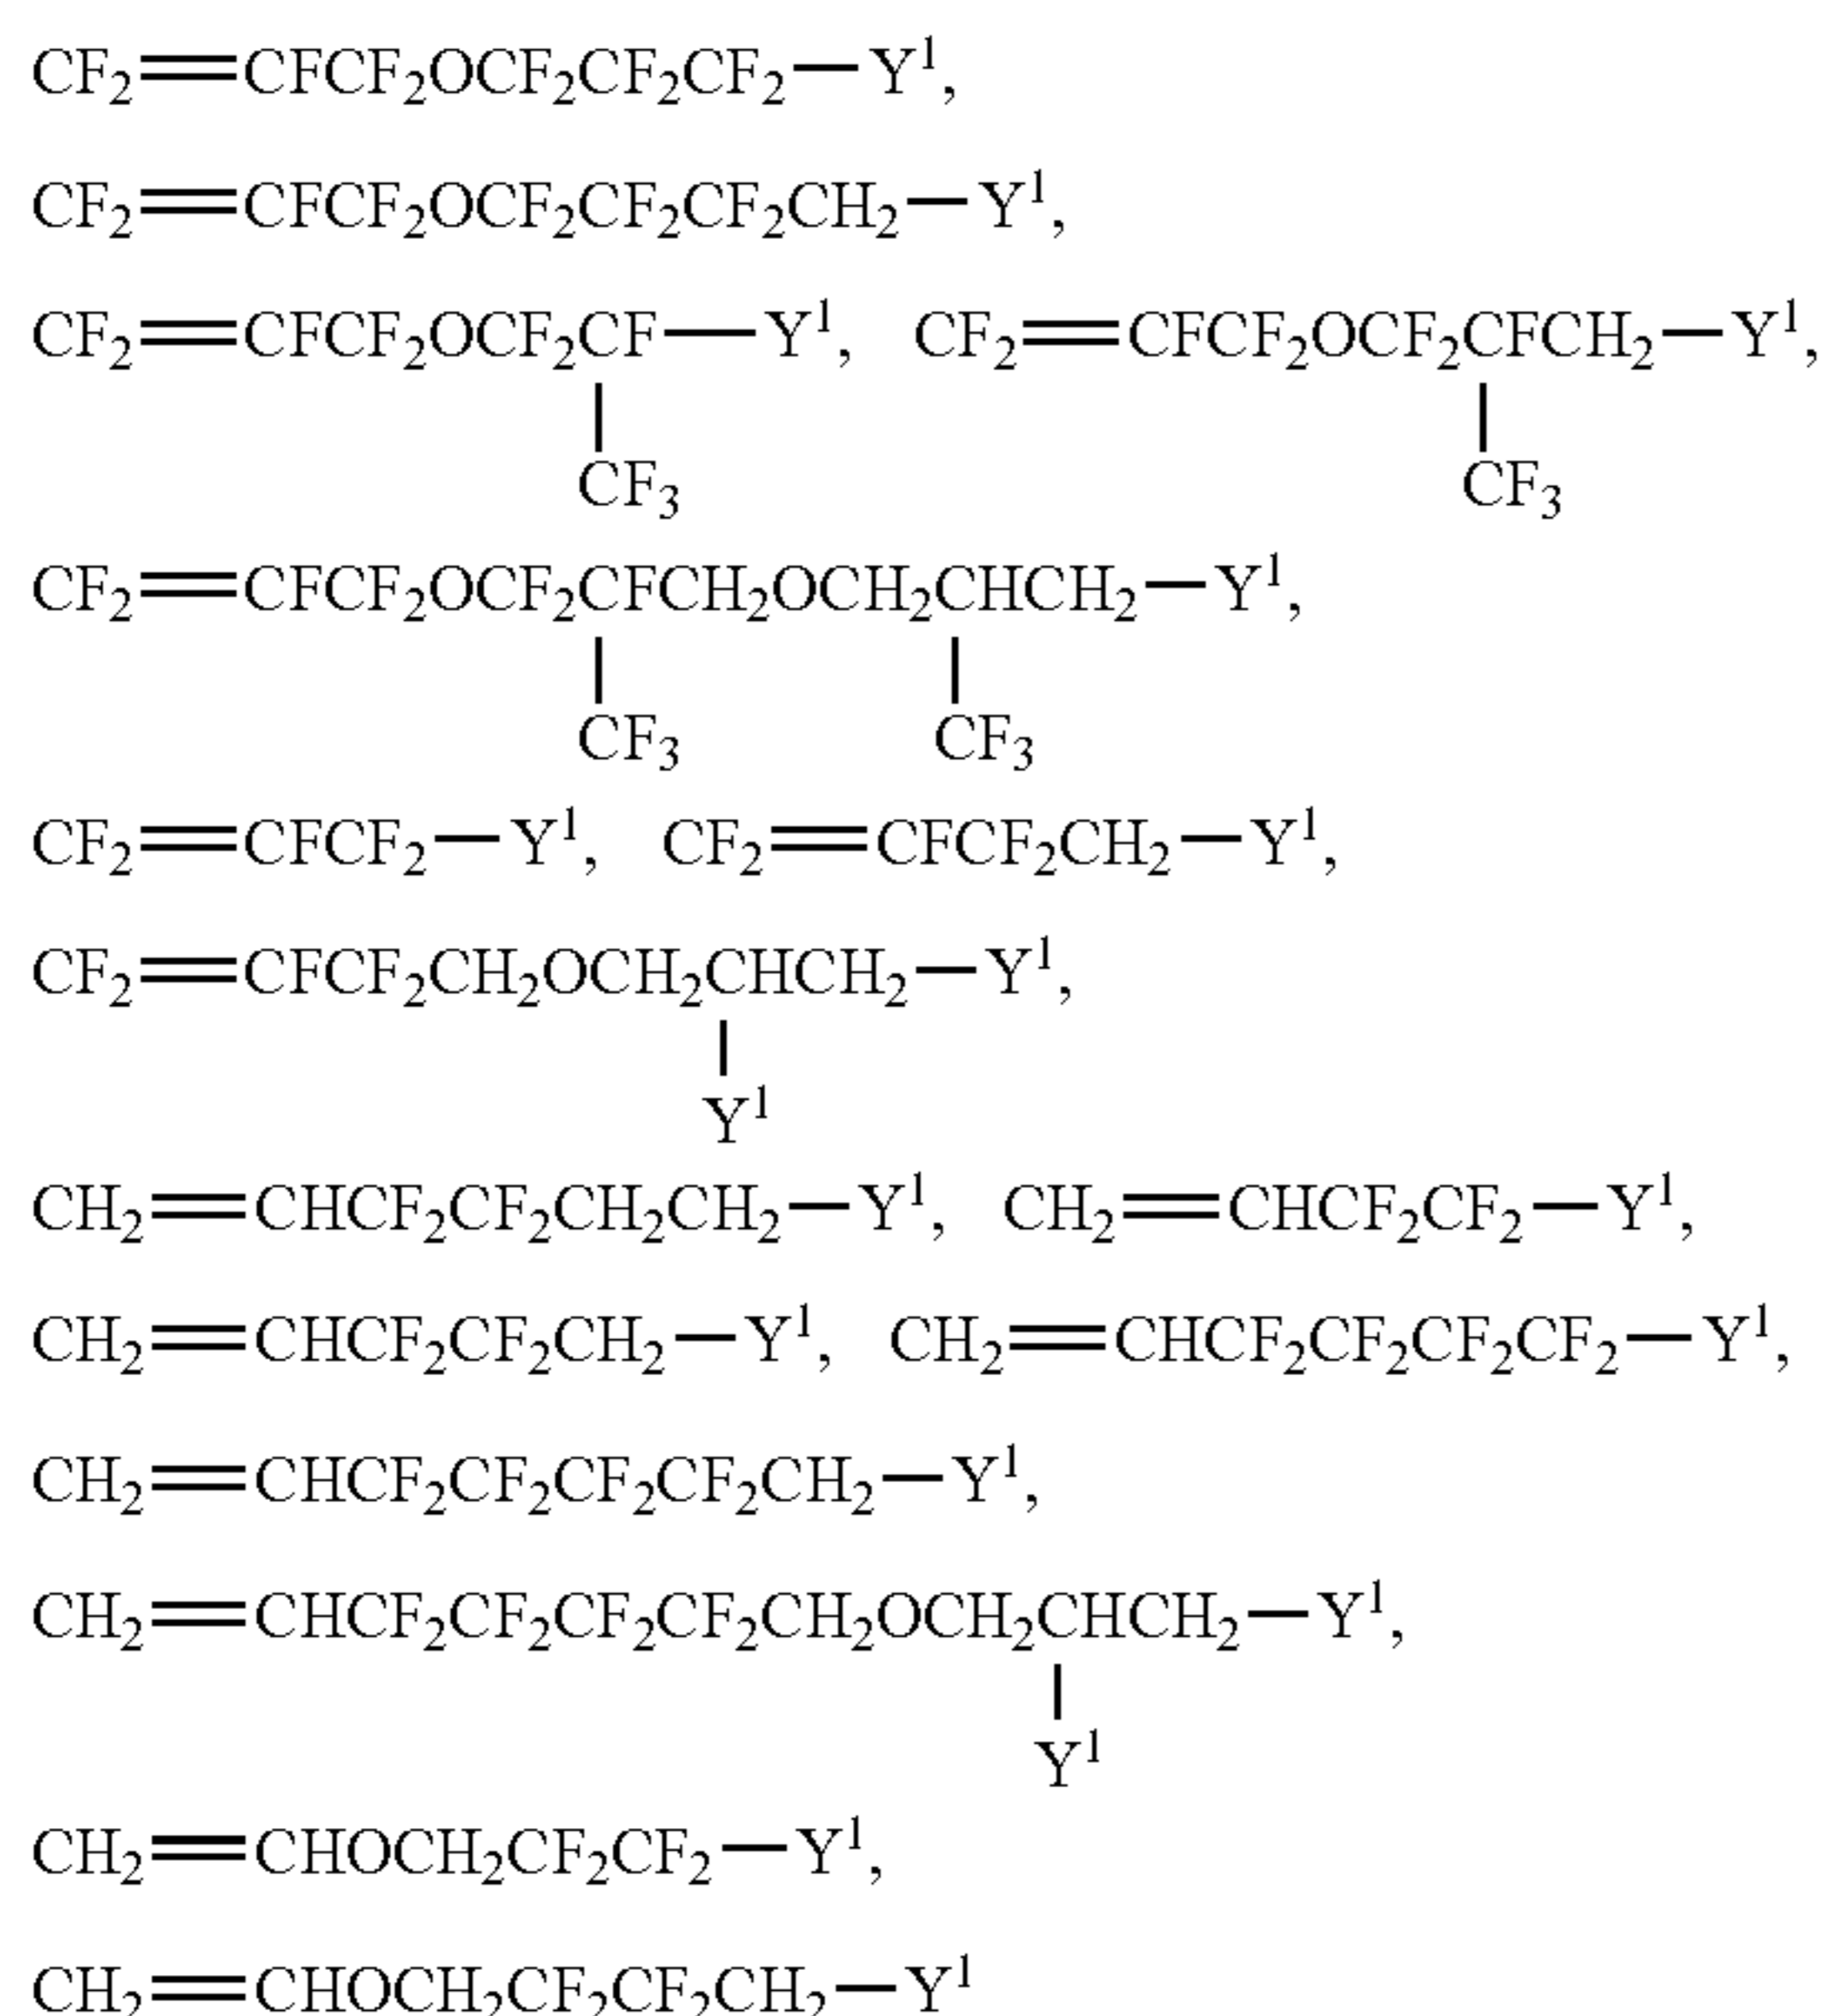 CF₂=CFCF₂OCF₂CF₂CF₂—Y¹,
CF₂=CFCF₂OCF₂CF₂CF₂CH₂—Y¹,
CF₂=CFCF₂OCF₂CF—Y¹, CF₂=CFCF₂OCF₂CFCH₂—Y¹,
CF₃ CF₃
CF₂=CFCF₂OCF₂CFCH₂OCH₂CHCH₂—Y¹,
CF₃ CF₃
CF₂=CFCF₂—Y¹, CF₂=CFCF₂CH₂—Y¹,
CF₂=CFCF₂CH₂OCH₂CHCH₂—Y¹,
Y¹
CH₂=CHCF₂CF₂CH₂CH₂—Y¹, CH₂=CHCF₂CF₂—Y¹,
CH₂=CHCF₂CF₂CH₂—Y¹, CH₂=CHCF₂CF₂CF₂CF₂—Y¹,
CH₂=CHCF₂CF₂CF₂CF₂CH₂—Y¹,
CH₂=CHCF₂CF₂CF₂CF₂CH₂OCH₂CHCH₂—Y¹,
Y¹
CH₂=CHOCH₂CF₂CF₂—Y¹,
CH₂=CHOCH₂CF₂CF₂CH₂—Y¹